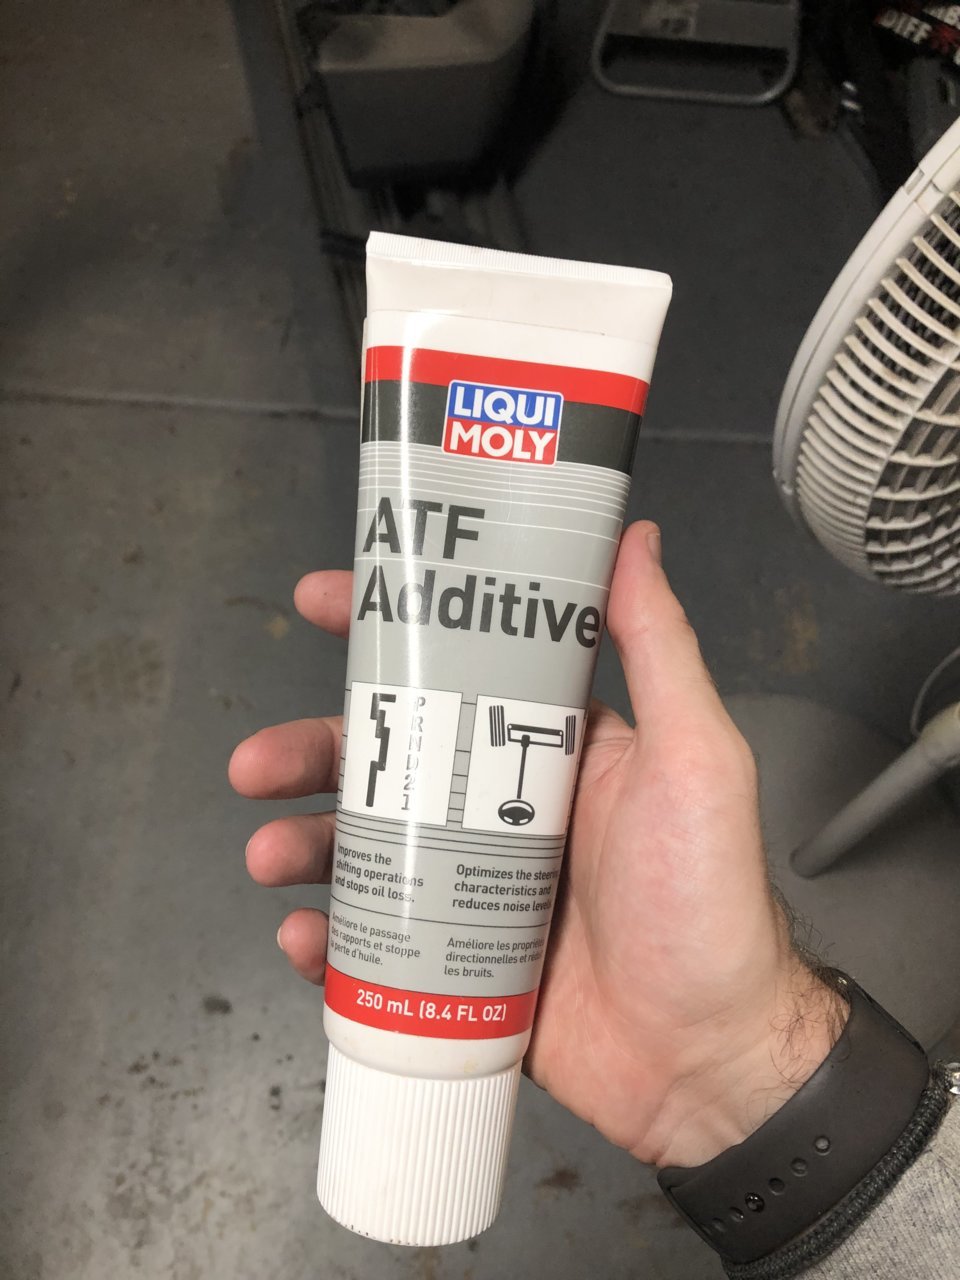 DIFF
LIQUI
MOLY
ATF
Additive
P
R
N
D
2
1
Improves the
shifting operations
and stops oil loss.
Optimizes the steering
characteristics and
reduces noise levels.
Améliore le passage
des rapports et stoppe
la perte d'huile.
Améliore les propriétés
directionnelles et réduit
les bruits.
250 mL (8.4 FL OZ)